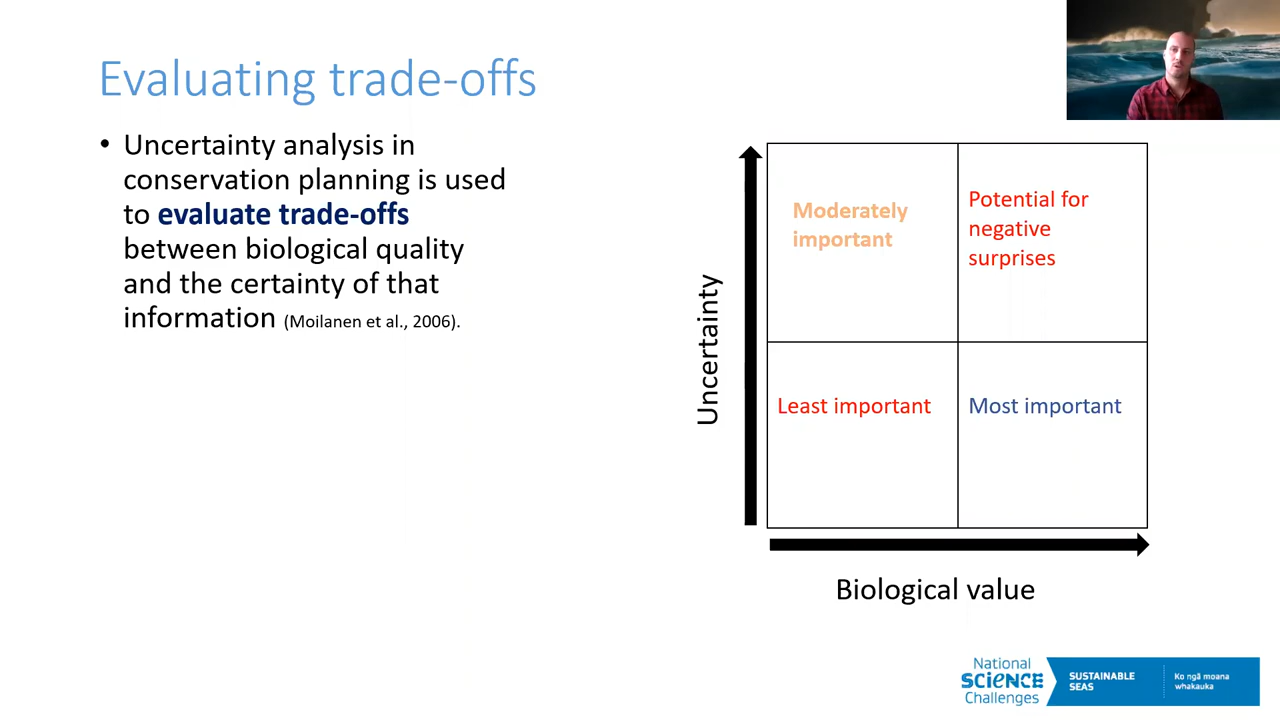 Evaluating trade-offs
• Uncertainty analysis in
conservation planning is used
to evaluate trade-offs
between biological quality
and the certainty of that
information (Moilanen et al., 2006).
Uncertainty
Moderately
important
Potential for
negative
surprises
Least important
Most important
Biological value
National
SCIENCE
Challenges
SUSTAINABLE
SEAS
Ko ngā moana
whakauka